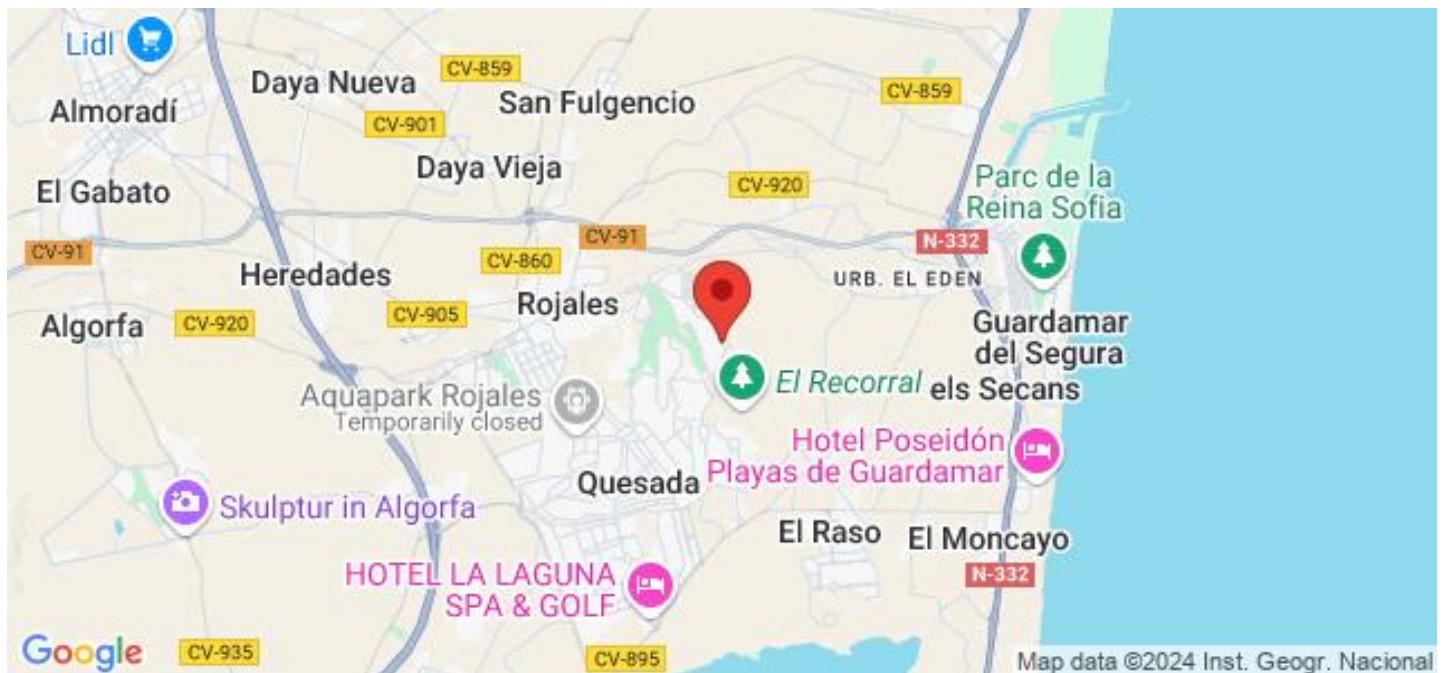 Lidl
Almoradí
Daya Nueva
CV-859
San Fulgencio
CV-859
CV-901
El Gabato
Daya Vieja
CV-920
Parc de la
Reina Sofia
CV-91
CV-91
N-332
Heredades
CV-860
URB. EL EDEN
Rojales
Algorfa
CV-920
CV-905
Guardamar
del Segura
Aquapark Rojales
Temporarily closed
El Recorral
els Secans
Hotel Poseidón
Playas de Guardamar
Quesada
Skulptur in Algorfa
El Raso
El Moncayo
HOTEL LA LAGUNA
SPA & GOLF
N-332
Google
CV-935
CV-895
Map data ©2024 Inst. Geogr. Nacional